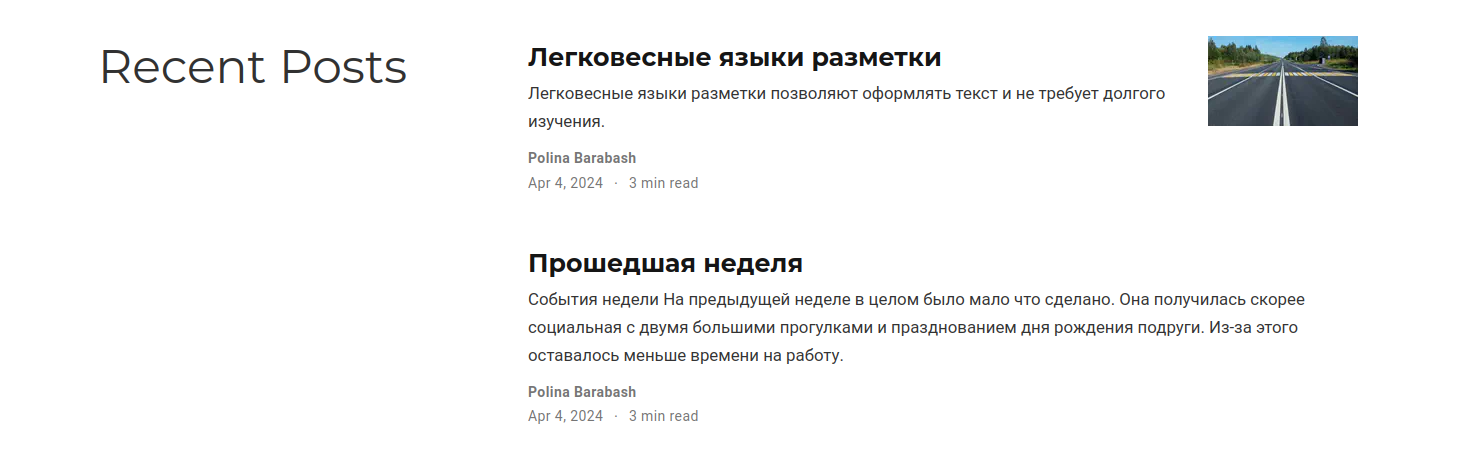 Recent Posts
Легковесные языки разметки
Легковесные языки разметки позволяют оформлять текст и не требует долгого
изучения.
Polina Barabash
Apr 4, 2024 · 3 min read
Прошедшая неделя
События недели На предыдущей неделе в целом было мало что сделано. Она получилась скорее
социальная с двумя большими прогулками и празднованием дня рождения подруги. Из-за этого
оставалось меньше времени на работу.
Polina Barabash
Apr 4, 2024 · 3 min read